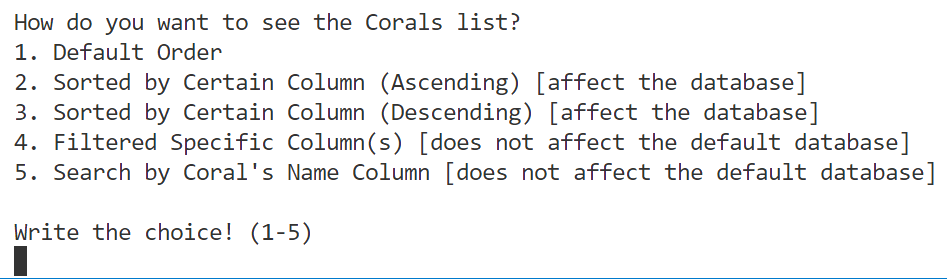 How do you want to see the Corals list?
1. Default Order
2. Sorted by Certain Column (Ascending) [affect the database]
3. Sorted by Certain Column (Descending) [affect the database]
4. Filtered Specific Column(s) [does not affect the default database]
5. Search by Coral's Name Column [does not affect the default database]
Write the choice! (1-5)